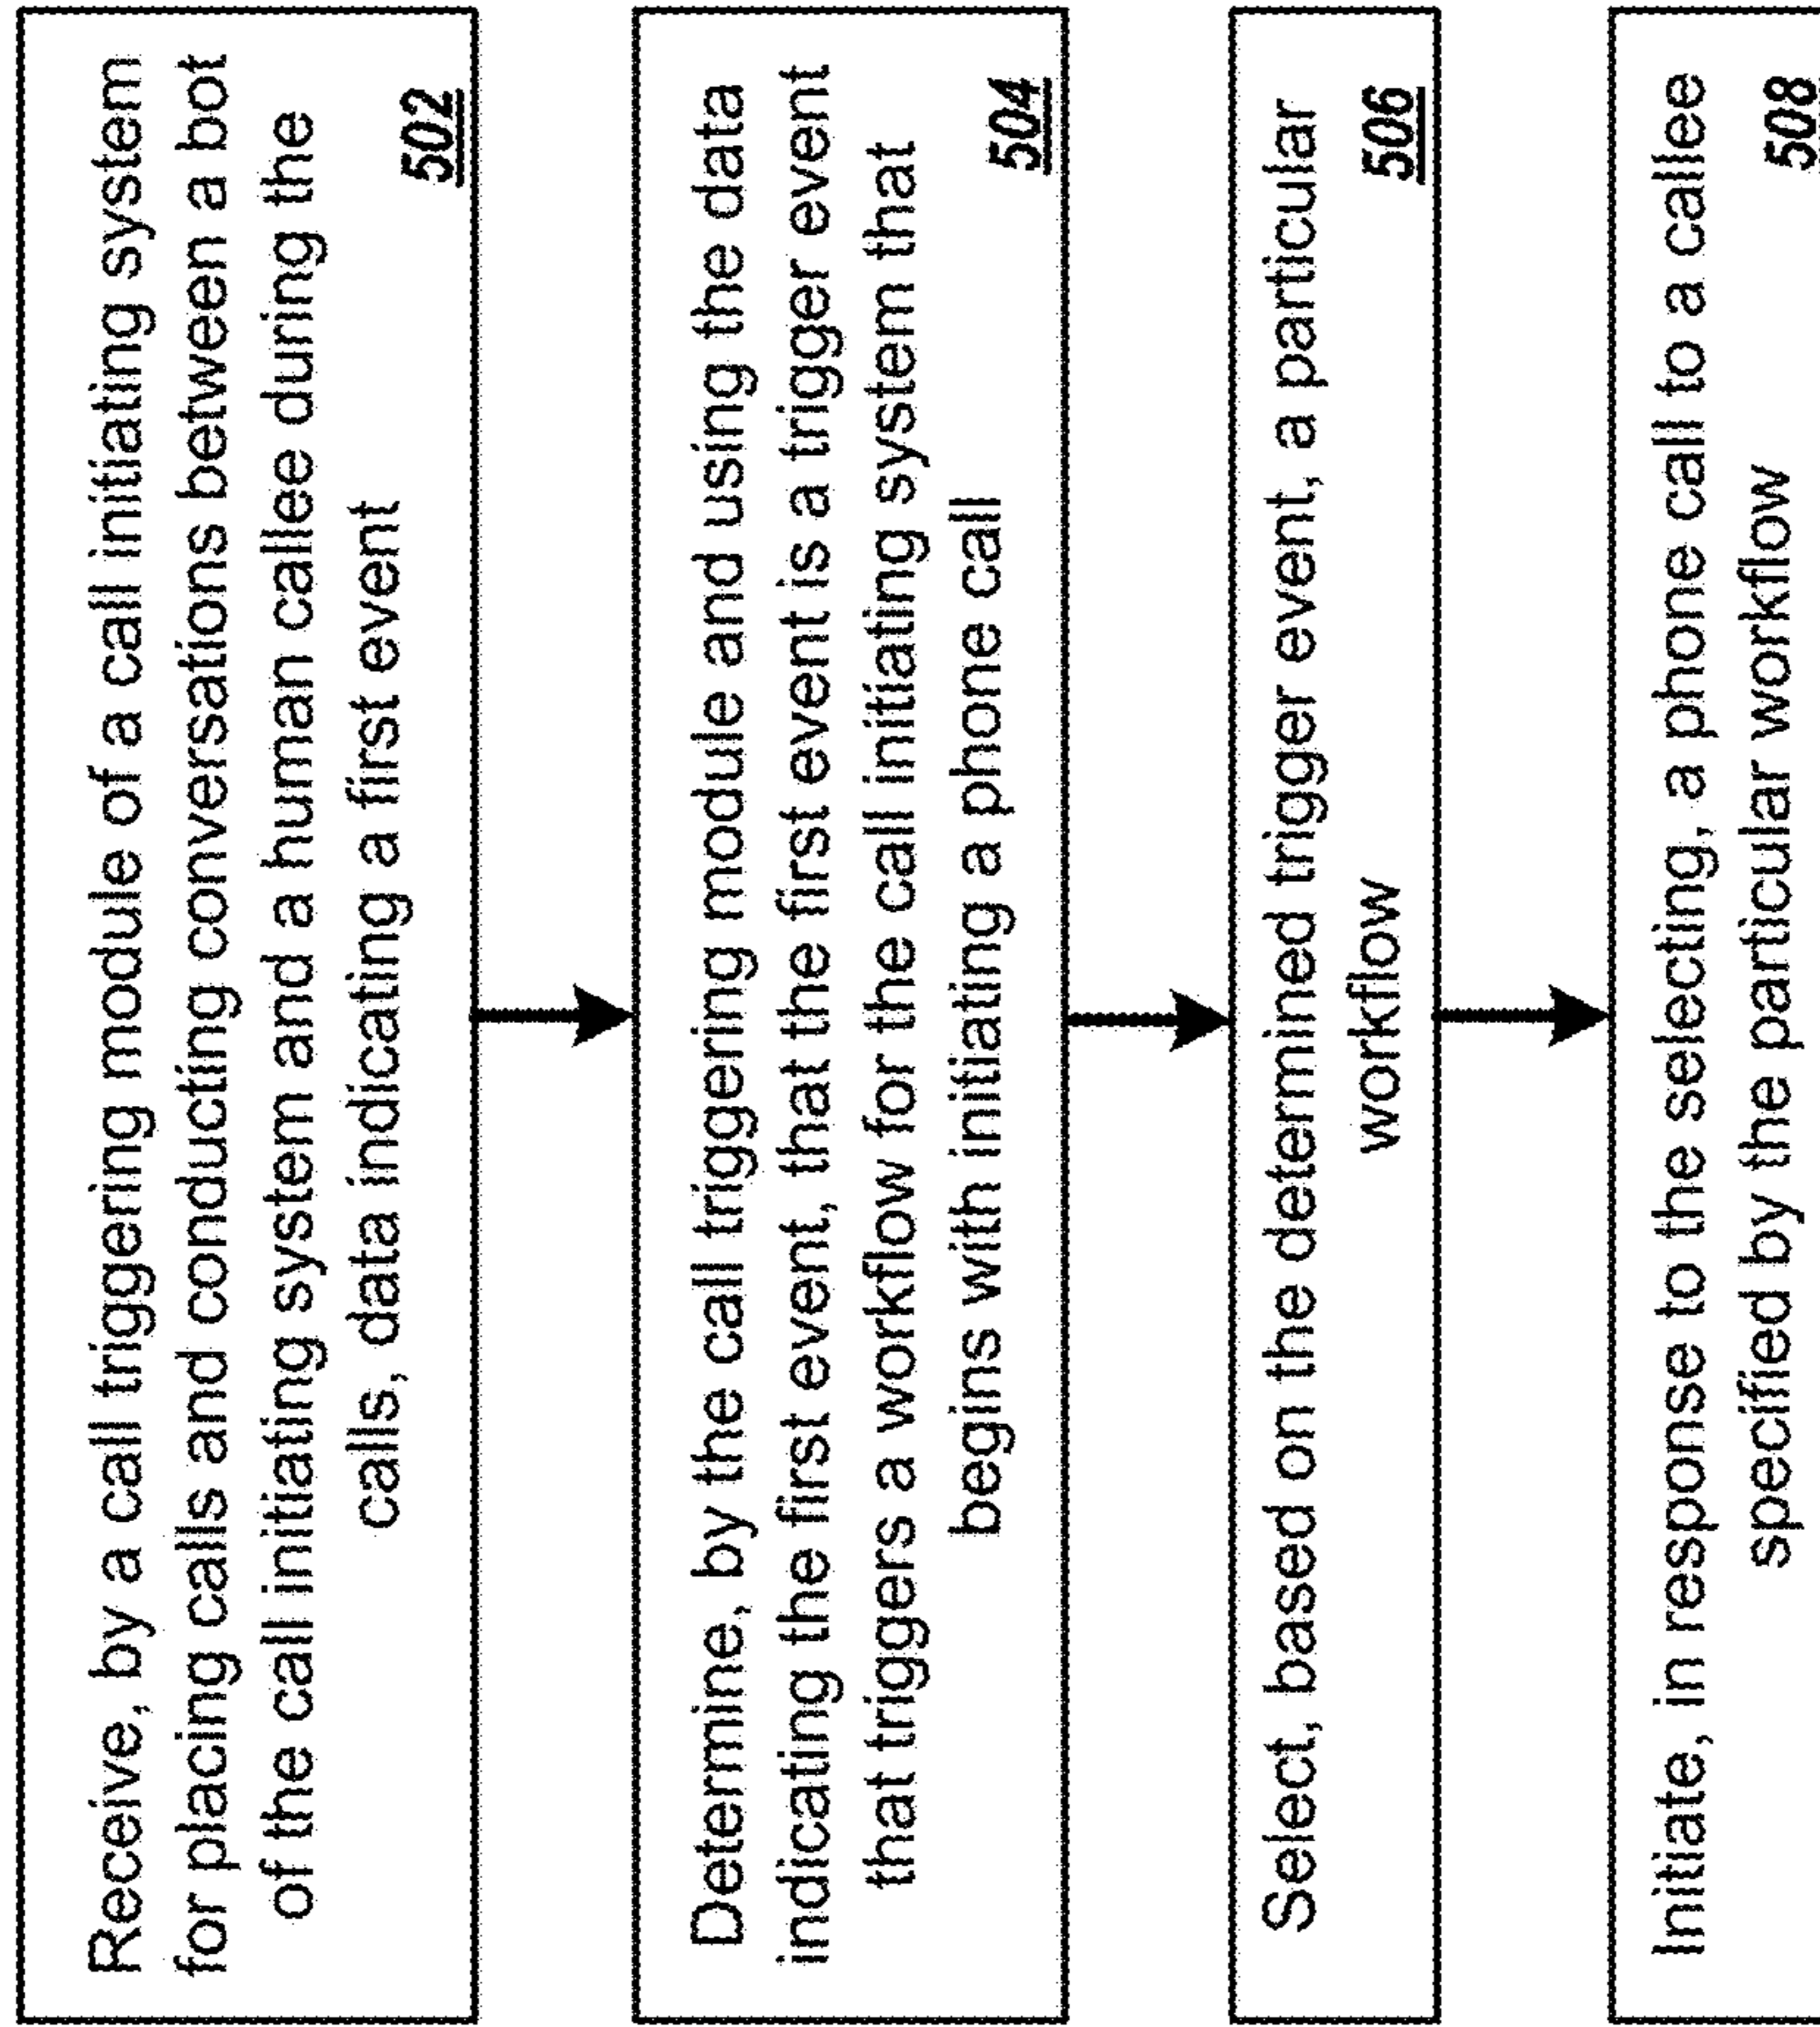 Receive, by a call triggering module of a call initiating system
for placing calls and conducting conversations between a bot
of the call initiating system and a human callee during the
calls, data indicating a first event
502
Determine, by the call triggering module and using the data
indicating the first event, that the first event is a trigger event
that triggers a workflow for the call initiating system that
begins with initiating a phone call
504
Select, based on the determined trigger event, a particular
workflow
506
Initiate, in response to the selecting, a phone call to a callee
specified by the particular workflow
508